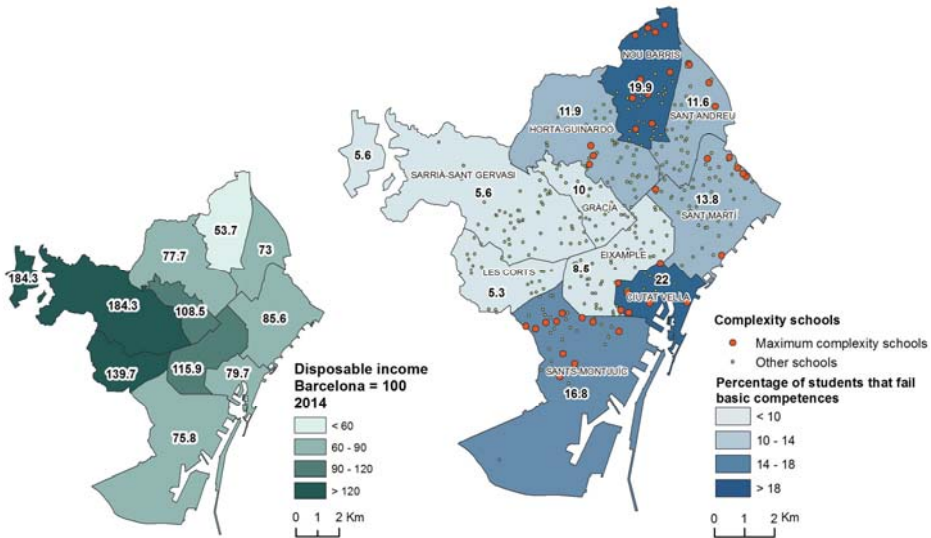 184.3
184.3
139.7
77.7
53.7
73
108.5
115.9
85.6
79.7
75.8
Disposable income
Barcelona = 100
2014
< 60
60 - 90
90 - 120
> 120
0 1 2 Km
NOU BARRIS
19.9
11.6
SANT ANDREU
11.9
HORTA-GUINARDO
5.6
SARRIÀ-SANT GERVASI
5.6
10
GRÀCIA
13.8
SANT MARTÍ
EIXAMPLE
8.5
LES CORTS
5.3
22
CIUTAT VELLA
SANTS-MONTJUÏC
16.8
Complexity schools
Maximum complexity schools
Other schools
Percentage of students that fail
basic competences
< 10
10 - 14
14 - 18
> 18
0 1 2 Km